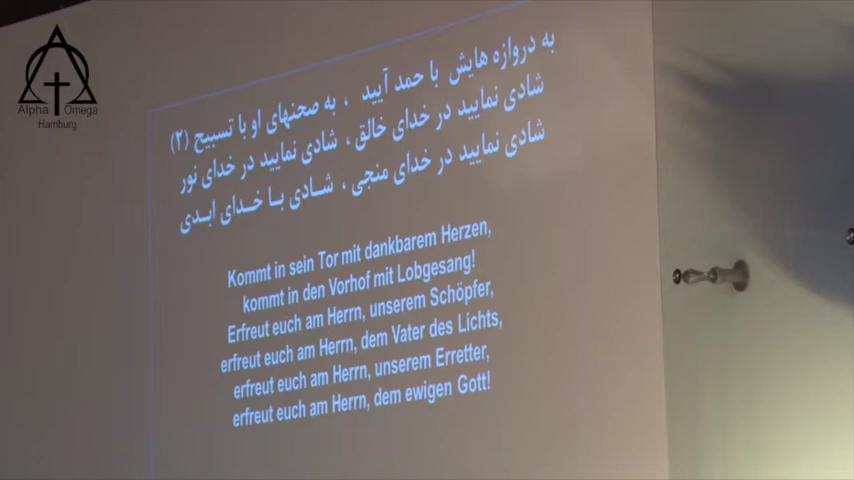 Alpha Omega
Hamburg
به دروازه هایش با حمد آیید ، به صحنهای او با تسبیح (۲)
شادی نمایید در خدای خالق ، شادی نمایید در خدای نور
شادی نمایید در خدای منجی ، شادی با خدای ابدی
Kommt in sein Tor mit dankbarem Herzen,
kommt in den Vorhof mit Lobgesang!
Erfreut euch am Herrn, unserem Schöpfer,
erfreut euch am Herrn, dem Vater des Lichts,
erfreut euch am Herrn, unserem Erretter,
erfreut euch am Herrn, dem ewigen Gott!